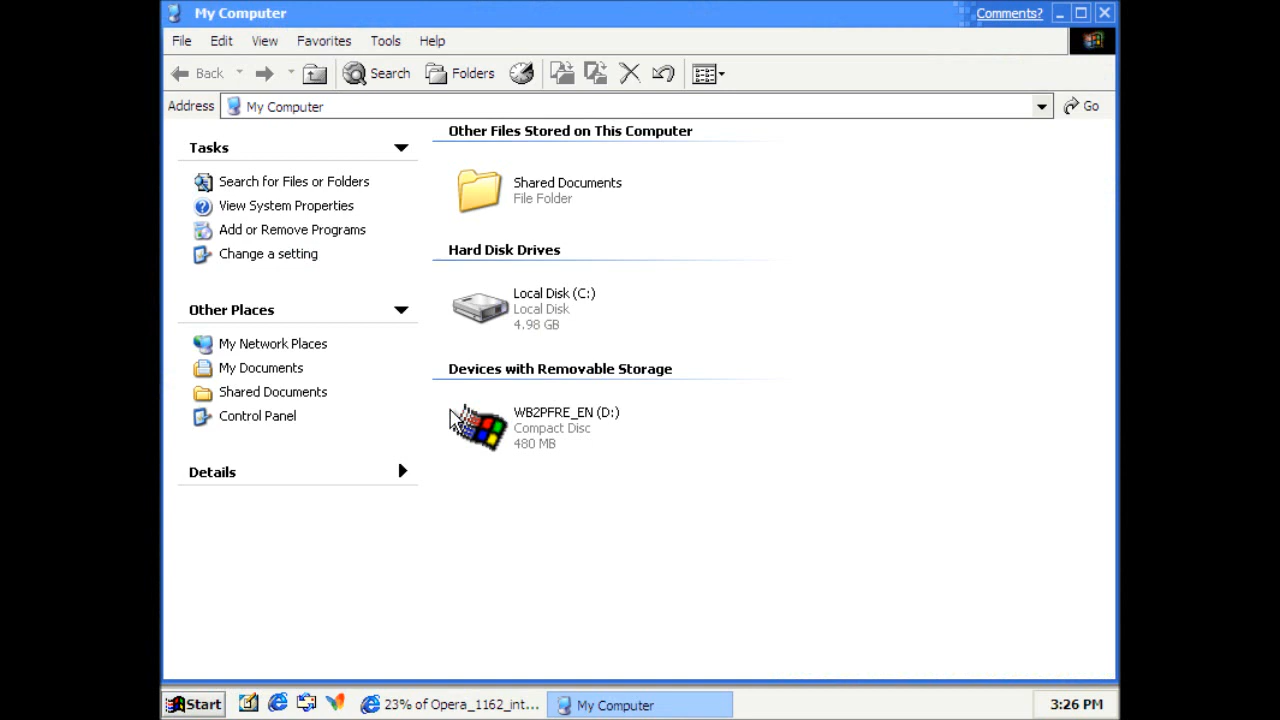 My Computer
Comments?
File Edit View Favorites Tools Help
Back Search Folders
Address My Computer Go
Tasks
Search for Files or Folders
View System Properties
Add or Remove Programs
Change a setting
Other Places
My Network Places
My Documents
Shared Documents
Control Panel
Details
Other Files Stored on This Computer
Shared Documents
File Folder
Hard Disk Drives
Local Disk (C:)
Local Disk
4.98 GB
Devices with Removable Storage
WB2PFRE_EN (D:)
Compact Disc
480 MB
Start 23% of Opera_1162_int... My Computer 3:26 PM